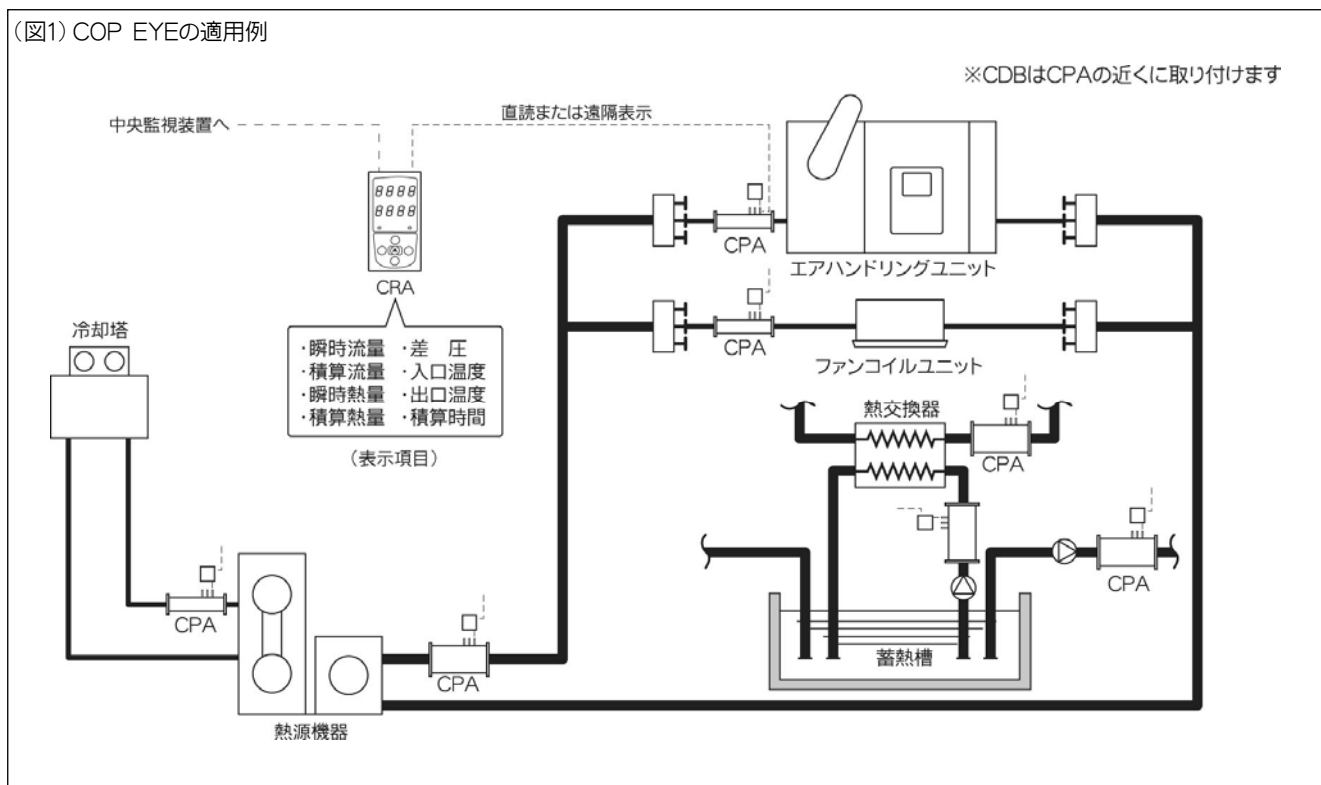 (図1) COP EYEの適用例
※CDBはCPAの近くに取り付けます
中央監視装置へ
直読または遠隔表示
8888
8888
CRA
CPA
エアハンドリングユニット
冷却塔
・瞬時流量 ・差　圧
・積算流量 ・入口温度
・瞬時熱量 ・出口温度
・積算熱量 ・積算時間
(表示項目)
CPA
ファンコイルユニット
熱交換器
CPA
CPA
CPA
CPA
蓄熱槽
熱源機器